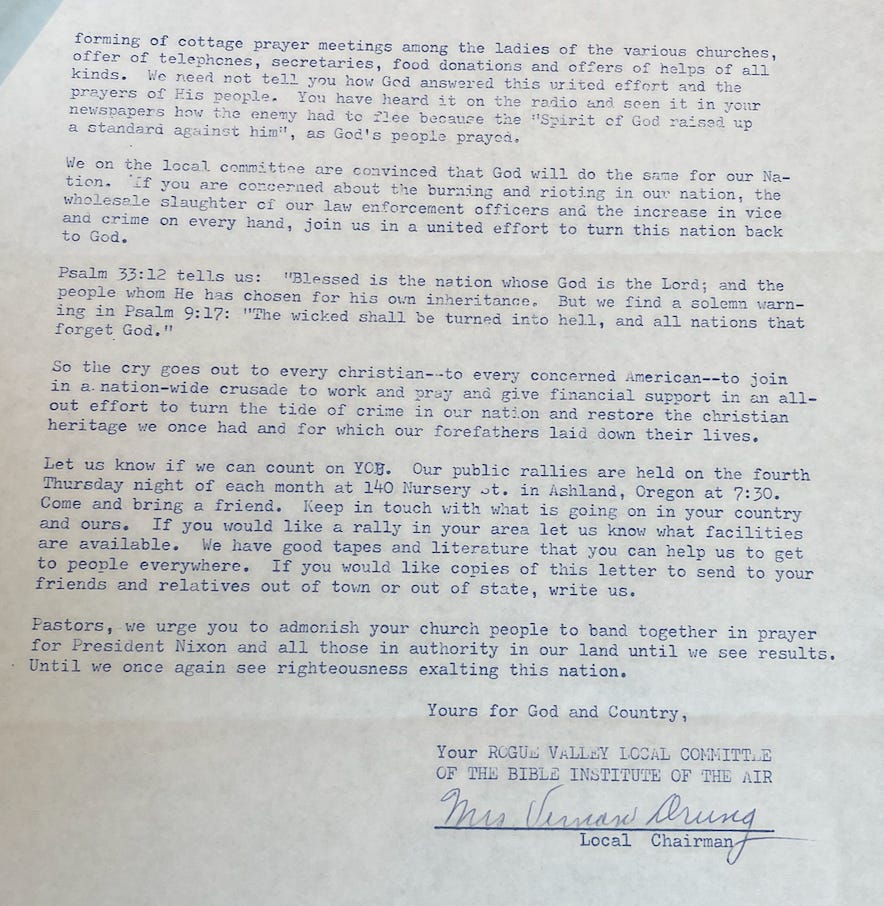 forming of cottage prayer meetings among the ladies of the various churches,
offer of telephones, secretaries, food donations and offers of helps of all
kinds. We need not tell you how God answered this united effort and the
prayers of His people. You have heard it on the radio and seen it in your
newspapers how the enemy had to flee because the "Spirit of God raised up
a standard against him", as God's people prayed.
We on the local committee are convinced that God will do the same for our Na-
tion. If you are concerned about the burning and rioting in our nation, the
wholesale slaughter of our law enforcement officers and the increase in vice
and crime on every hand, join us in a united effort to turn this nation back
to God.
Psalm 33:12 tells us: "Blessed is the nation whose God is the Lord; and the
people whom He has chosen for his own inheritance. But we find a solemn warn-
ing in Psalm 9:17: "The wicked shall be turned into hell, and all nations that
forget God."
So the cry goes out to every christian--to every concerned American--to join
in a nation-wide crusade to work and pray and give financial support in an all-
out effort to turn the tide of crime in our nation and restore the christian
heritage we once had and for which our forefathers laid down their lives.
Let us know if we can count on YOU. Our public rallies are held on the fourth
Thursday night of each month at 140 Nursery St. in Ashland, Oregon at 7:30.
Come and bring a friend. Keep in touch with what is going on in your country
and ours. If you would like a rally in your area let us know what facilities
are available. We have good tapes and literature that you can help us to get
to people everywhere. If you would like copies of this letter to send to your
friends and relatives out of town or out of state, write us.
Pastors, we urge you to admonish your church people to band together in prayer
for President Nixon and all those in authority in our land until we see results.
Until we once again see righteousness exalting this nation.
Yours for God and Country,
Your ROGUE VALLEY LOCAL COMMITTEE
OF THE BIBLE INSTITUTE OF THE AIR
Mrs. Vernon
Local Chairman